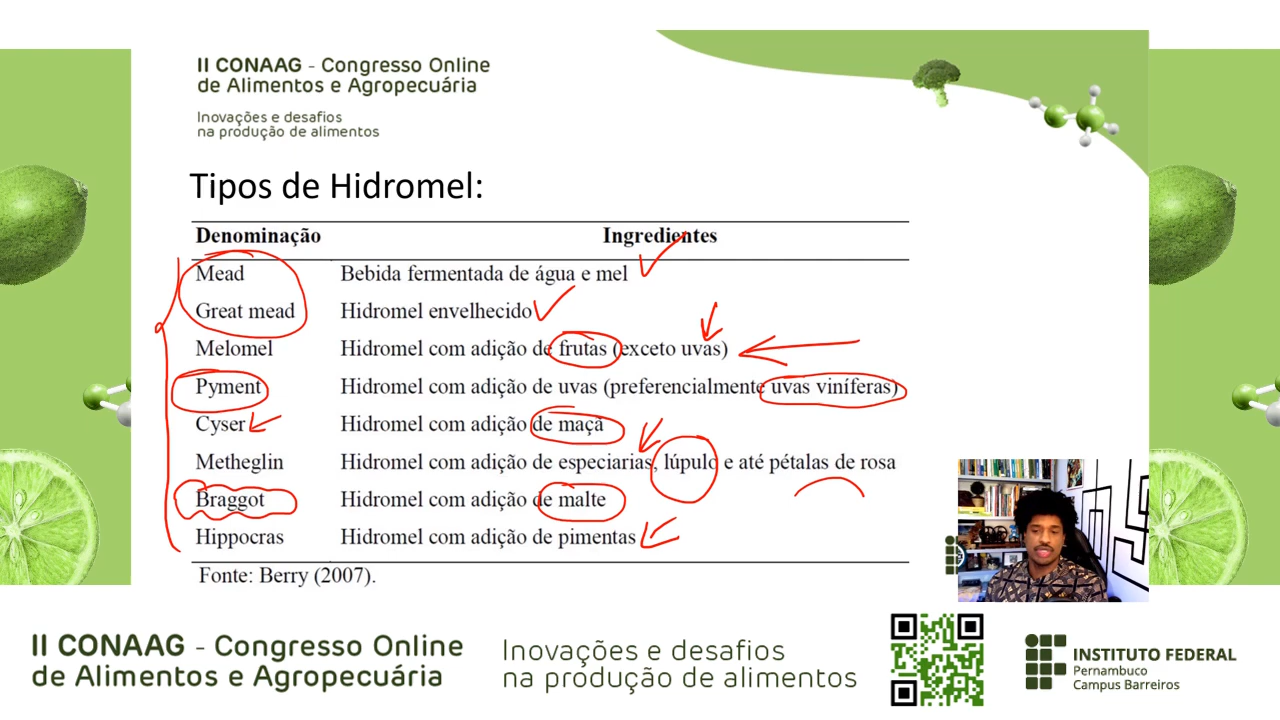 II CONAAG - Congresso Online
de Alimentos e Agropecuária
Inovações e desafios
na produção de alimentos
Tipos de Hidromel:
Denominação Ingredientes
Mead Bebida fermentada de água e mel
Great mead Hidromel envelhecido
Melomel Hidromel com adição de frutas (exceto uvas)
Pyment Hidromel com adição de uvas (preferencialmente uvas viníferas)
Cyser Hidromel com adição de maçã
Metheglin Hidromel com adição de especiarias, lúpulo e até pétalas de rosa
Braggot Hidromel com adição de malte
Hippocras Hidromel com adição de pimentas
Fonte: Berry (2007).
II CONAAG - Congresso Online
de Alimentos e Agropecuária
Inovações e desafios
na produção de alimentos
INSTITUTO FEDERAL
Pernambuco
Campus Barreiros